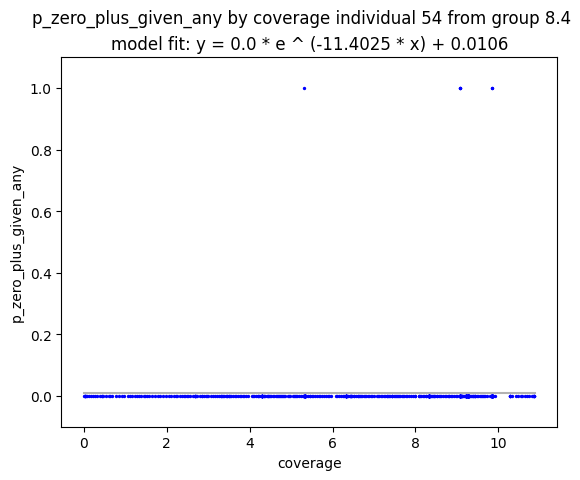 p_zero_plus_given_any by coverage individual 54 from group 8.4
model fit: y = 0.0 * e ^ (-11.4025 * x) + 0.0106
1.0
0.8
0.6
0.4
0.2
0.0
p_zero_plus_given_any
0 2 4 6 8 10
coverage